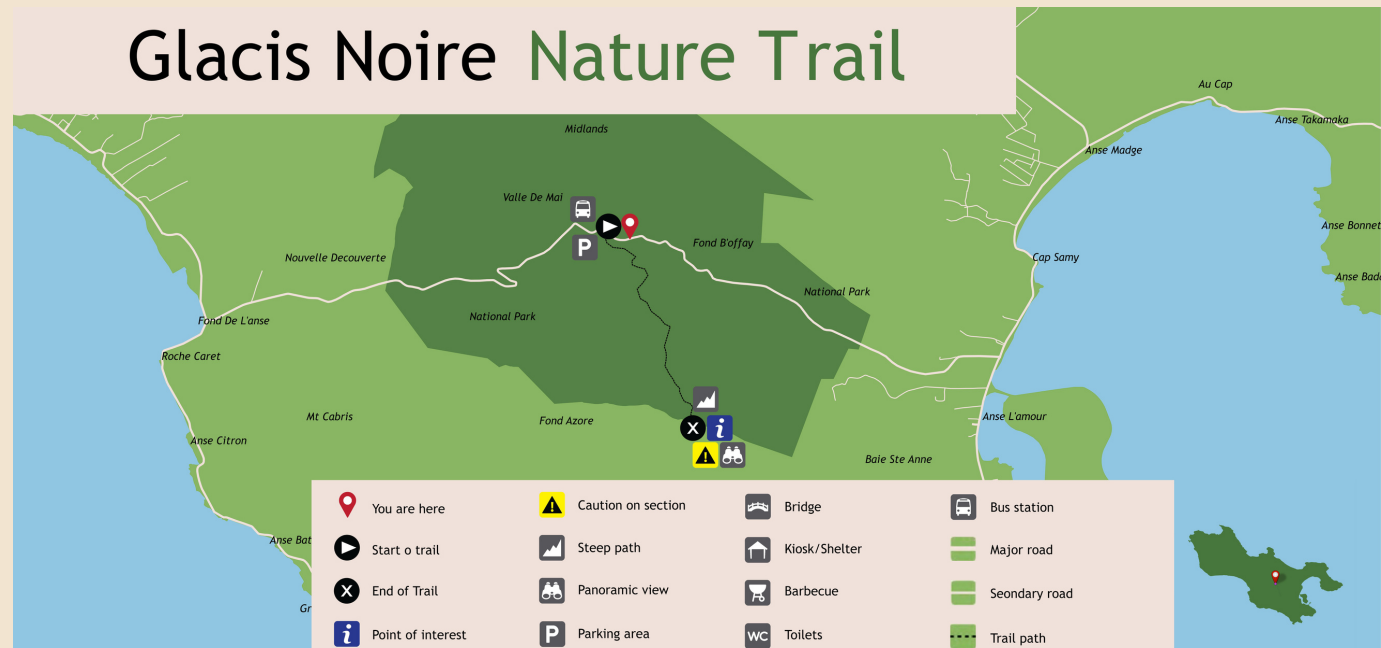 Glacis Noire Nature Trail
Au Cap
Anse Takamaka
Midlands
Anse Madge
Valle De Mai
P
Anse Bonnet
Fond B'offay
Nouvelle Decouverte
Cap Samy
Anse Bad
National Park
National Park
Fond De L'anse
Roche Caret
Mt Cabris
Fond Azore
Anse L'amour
X i
Anse Citron
Baie Ste Anne
You are here
Caution on section
Bridge
Bus station
Anse Bat
Start o trail
Steep path
Kiosk/Shelter
Major road
X End of Trail
Panoramic view
Barbecue
Seondary road
Gr
i Point of interest
P Parking area
WC Toilets
Trail path